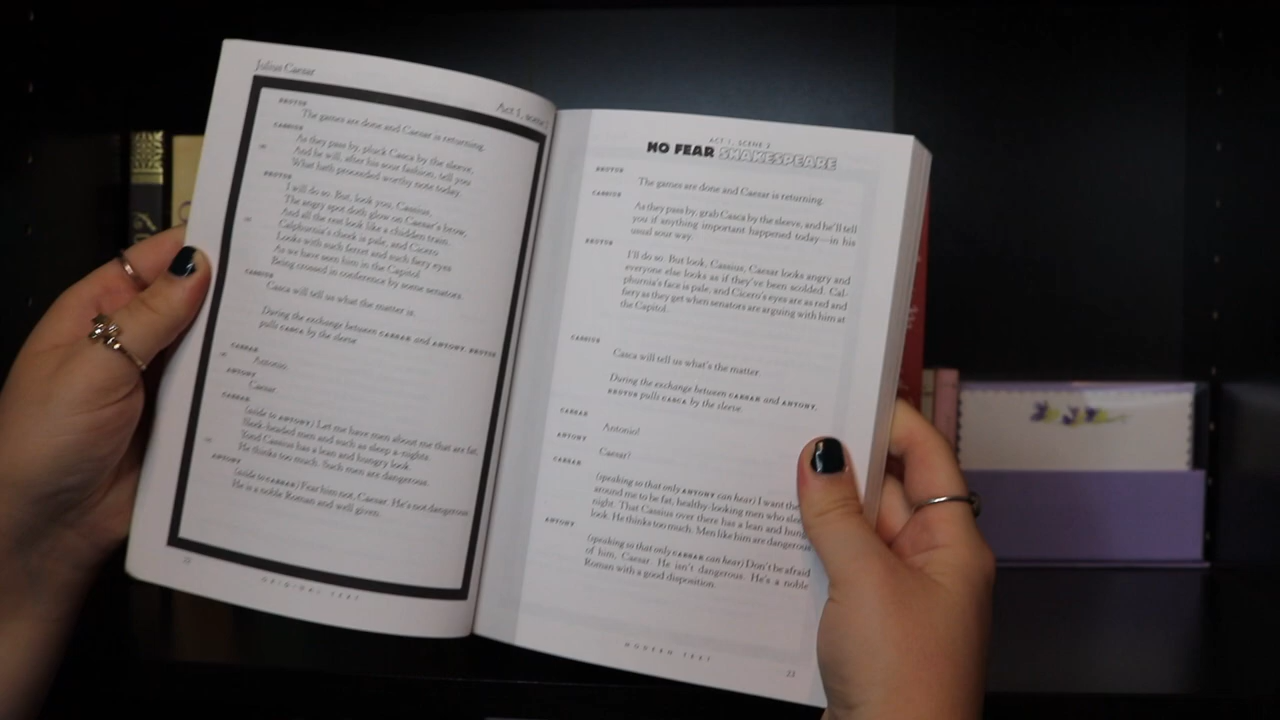 Julius Caesar
Act 1, scene
BRUTUS
The games are done and Caesar is returning.
CASSIUS
As they pass by, pluck Casca by the sleeve,
And he will, after his sour fashion, tell you
What hath proceeded worthy note today.
BRUTUS
I will do so. But, look you, Cassius,
The angry spot doth glow on Caesar's brow,
And all the rest look like a chidden train.
Calphurnia's cheek is pale, and Cicero
Looks with such ferret and such fiery eyes
As we have seen him in the Capitol
Being crossed in conference by some senators.
CASSIUS
Casca will tell us what the matter is.
During the exchange between CAESAR and ANTONY, BRUTUS
pulls CASCA by the sleeve
CAESAR
Antonio.
ANTONY
Caesar.
CAESAR
(aside to ANTONY) Let me have men about me that are fat,
Sleek-headed men and such as sleep a-nights.
Yond Cassius has a lean and hungry look.
He thinks too much. Such men are dangerous.
ANTONY
(aside to CAESAR) Fear him not, Caesar. He's not dangerous.
He is a noble Roman and well given.
ORIGINAL TEXT
ACT 1, SCENE 2
NO FEAR SHAKESPEARE
BRUTUS
The games are done and Caesar is returning.
CASSIUS
As they pass by, grab Casca by the sleeve, and he'll tell
you if anything important happened today—in his
usual sour way.
BRUTUS
I'll do so. But look, Cassius, Caesar looks angry and
everyone else looks as if they've been scolded. Cal-
phurnia's face is pale, and Cicero's eyes are as red and
fiery as they get when senators are arguing with him at
the Capitol.
CASSIUS
Casca will tell us what's the matter.
During the exchange between CAESAR and ANTONY,
BRUTUS pulls CASCA by the sleeve.
CAESAR
Antonio!
ANTONY
Caesar?
CAESAR
(speaking so that only ANTONY can hear) I want the
around me to be fat, healthy-looking men who slee
night. That Cassius over there has a lean and hung
look. He thinks too much. Men like him are dangerous
ANTONY
(speaking so that only CAESAR can hear) Don't be afraid
of him, Caesar. He isn't dangerous. He's a noble
Roman with a good disposition.
MODERN TEXT
23